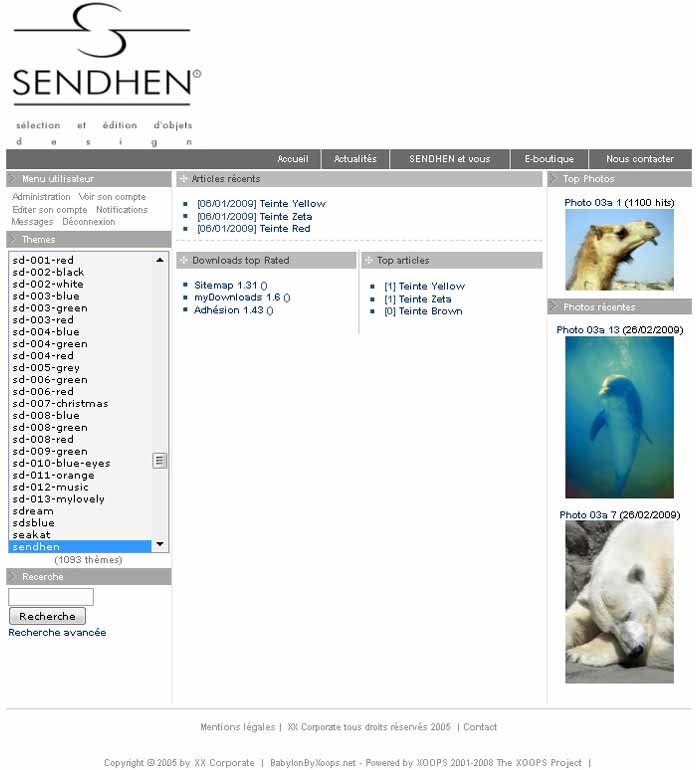 SENDHEN®
sélection et édition d'objets
d e s i g n
Accueil Actualités SENDHEN et vous E-boutique Nous contacter
Menu utilisateur
Administration Voir son compte
Editer son compte Notifications
Messages Déconnexion
Themes
sd-001-red
sd-002-black
sd-002-white
sd-003-blue
sd-003-green
sd-003-red
sd-004-blue
sd-004-green
sd-004-red
sd-005-grey
sd-006-green
sd-006-red
sd-007-christmas
sd-008-blue
sd-008-green
sd-008-red
sd-009-green
sd-010-blue-eyes
sd-011-orange
sd-012-music
sd-013-mylovely
sdream
sdsblue
seakat
sendhen
(1093 thèmes)
Recerche
Recherche
Recherche avancée
Articles récents
[06/01/2009] Teinte Yellow
[06/01/2009] Teinte Zeta
[06/01/2009] Teinte Red
Downloads top Rated
Sitemap 1.31 ()
myDownloads 1.6 ()
Adhésion 1.43 ()
Top articles
[1] Teinte Yellow
[1] Teinte Zeta
[0] Teinte Brown
Top Photos
Photo 03a 1 (1100 hits)
Photos récentes
Photo 03a 13 (26/02/2009)
Photo 03a 7 (26/02/2009)
Mentions légales | XX Corporate tous droits réservés 2005 | Contact
Copyright © 2005 by XX Corporate | BabylonByXoops.net - Powered by XOOPS 2001-2008 The XOOPS Project |